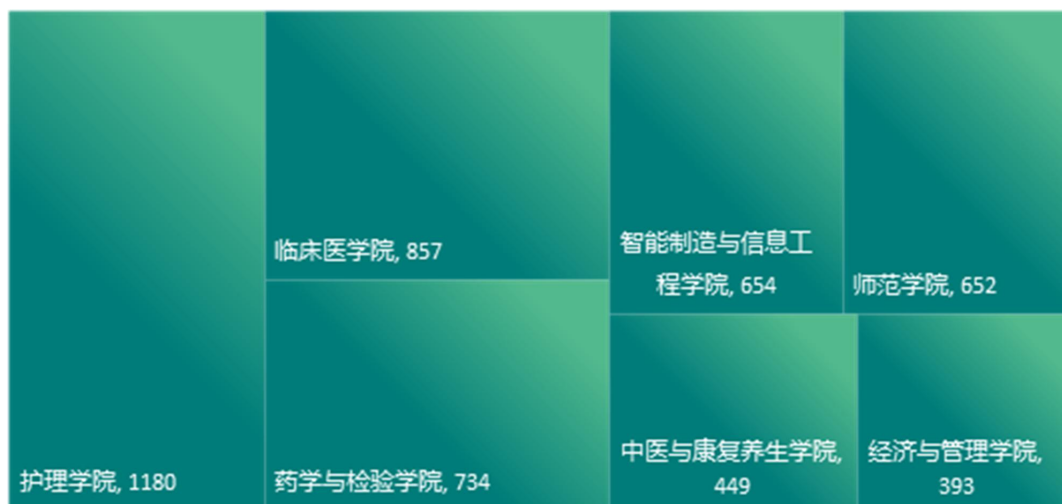 护理学院, 1180
临床医学院, 857
药学与检验学院, 734
智能制造与信息工
程学院, 654
师范学院, 652
中医与康复养生学院,
449
经济与管理学院,
393